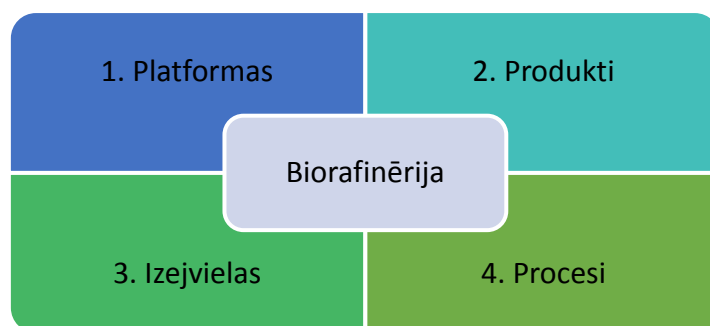 1. Platformas
2. Produkti
Biorafinērija
3. Izejvielas
4. Procesi